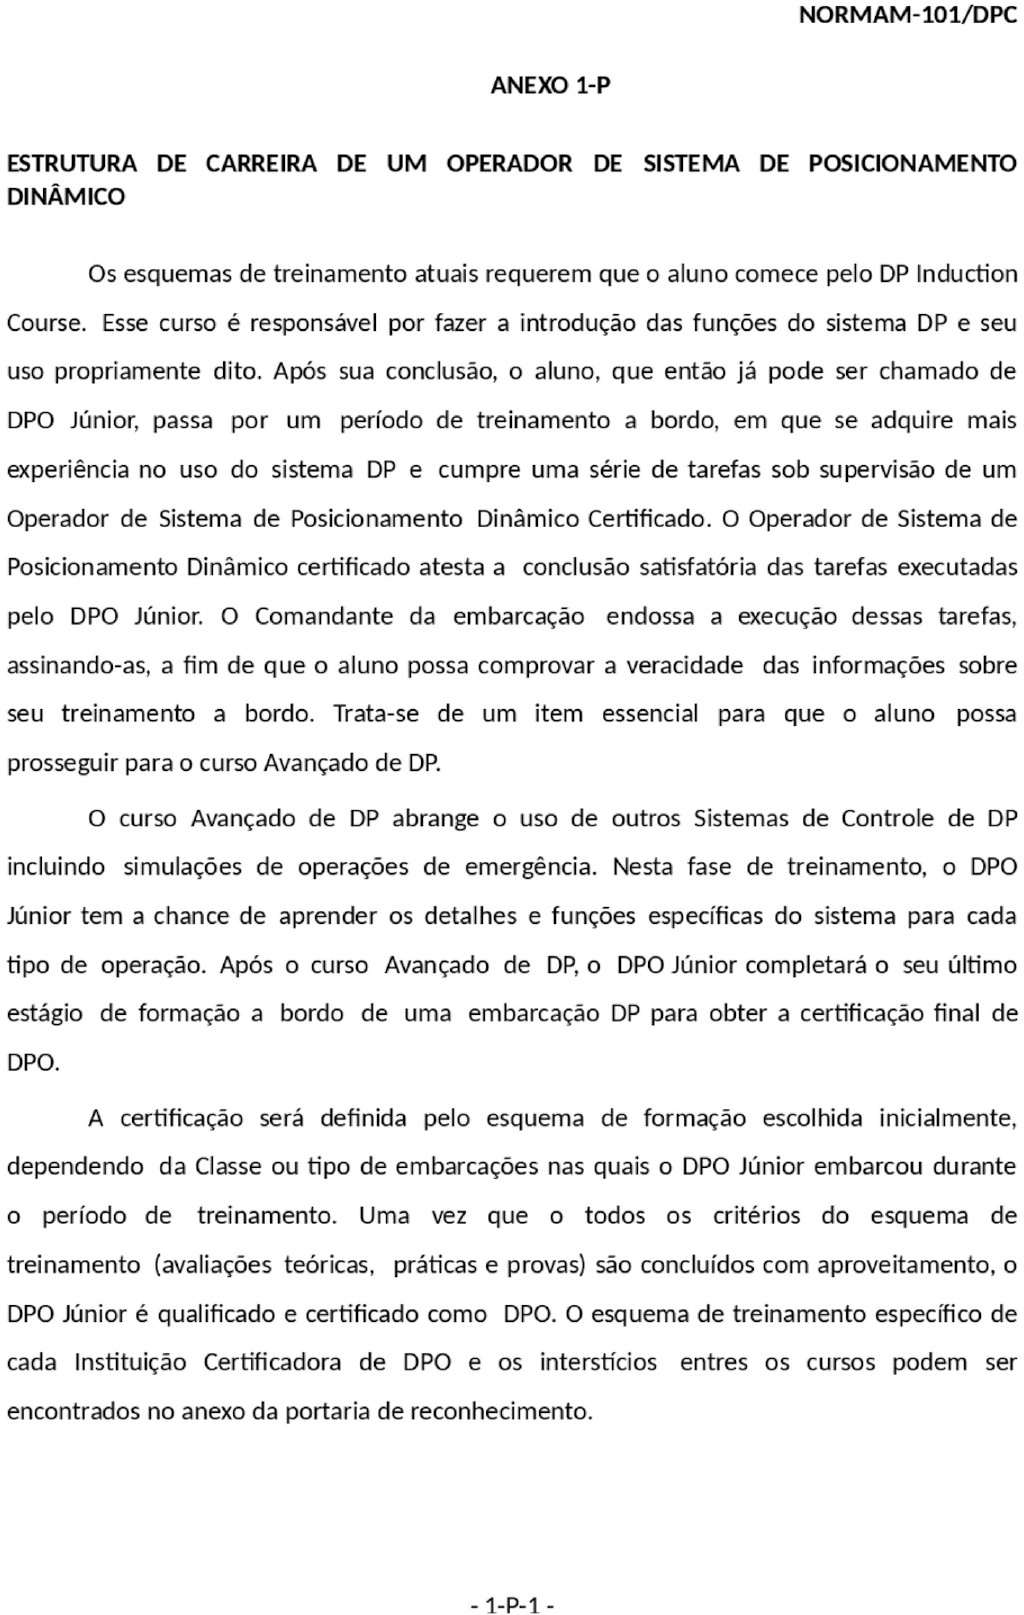 NORMAM-101/DPC
ANEXO 1-P
ESTRUTURA DE CARREIRA DE UM OPERADOR DE SISTEMA DE POSICIONAMENTO
DINÂMICO
Os esquemas de treinamento atuais requerem que o aluno comece pelo DP Induction
Course. Esse curso é responsável por fazer a introdução das funções do sistema DP e seu
uso propriamente dito. Após sua conclusão, o aluno, que então já pode ser chamado de
DPO Júnior, passa por um período de treinamento a bordo, em que se adquire mais
experiência no uso do sistema DP e cumpre uma série de tarefas sob supervisão de um
Operador de Sistema de Posicionamento Dinâmico Certificado. O Operador de Sistema de
Posicionamento Dinâmico certificado atesta a conclusão satisfatória das tarefas executadas
pelo DPO Júnior. O Comandante da embarcação endossa a execução dessas tarefas,
assinando-as, a fim de que o aluno possa comprovar a veracidade das informações sobre
seu treinamento a bordo. Trata-se de um item essencial para que o aluno possa
prosseguir para o curso Avançado de DP.
O curso Avançado de DP abrange o uso de outros Sistemas de Controle de DP
incluindo simulações de operações de emergência. Nesta fase de treinamento, o DPO
Júnior tem a chance de aprender os detalhes e funções específicas do sistema para cada
tipo de operação. Após o curso Avançado de DP, o DPO Júnior completará o seu último
estágio de formação a bordo de uma embarcação DP para obter a certificação final de
DPO.
A certificação será definida pelo esquema de formação escolhida inicialmente,
dependendo da Classe ou tipo de embarcações nas quais o DPO Júnior embarcou durante
o período de treinamento. Uma vez que o todos os critérios do esquema de
treinamento (avaliações teóricas, práticas e provas) são concluídos com aproveitamento, o
DPO Júnior é qualificado e certificado como DPO. O esquema de treinamento específico de
cada Instituição Certificadora de DPO e os interstícios entres os cursos podem ser
encontrados no anexo da portaria de reconhecimento.
- 1-P-1 -